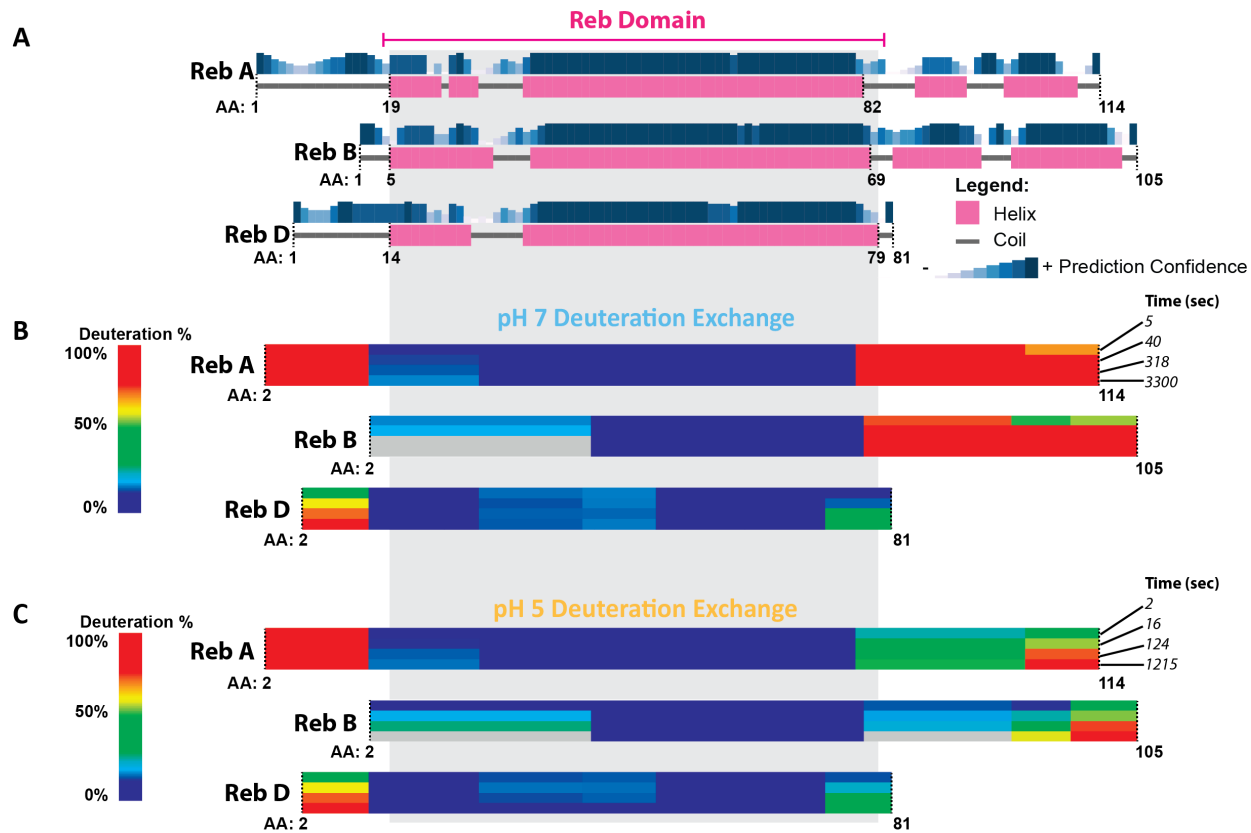 Reb Domain
A
Reb A
AA: 1 19 82 114
Reb B
AA: 1 5 69 105
Legend:
Helix
Coil
- + Prediction Confidence
Reb D
AA: 1 14 79 81
B
pH 7 Deuteration Exchange
Time (sec)
Deuteration %
100%
50%
0%
5
40
318
3300
Reb A
AA: 2 114
Reb B
AA: 2 105
Reb D
AA: 2 81
C
pH 5 Deuteration Exchange
Time (sec)
Deuteration %
100%
50%
0%
2
16
124
1215
Reb A
AA: 2 114
Reb B
AA: 2 105
Reb D
AA: 2 81